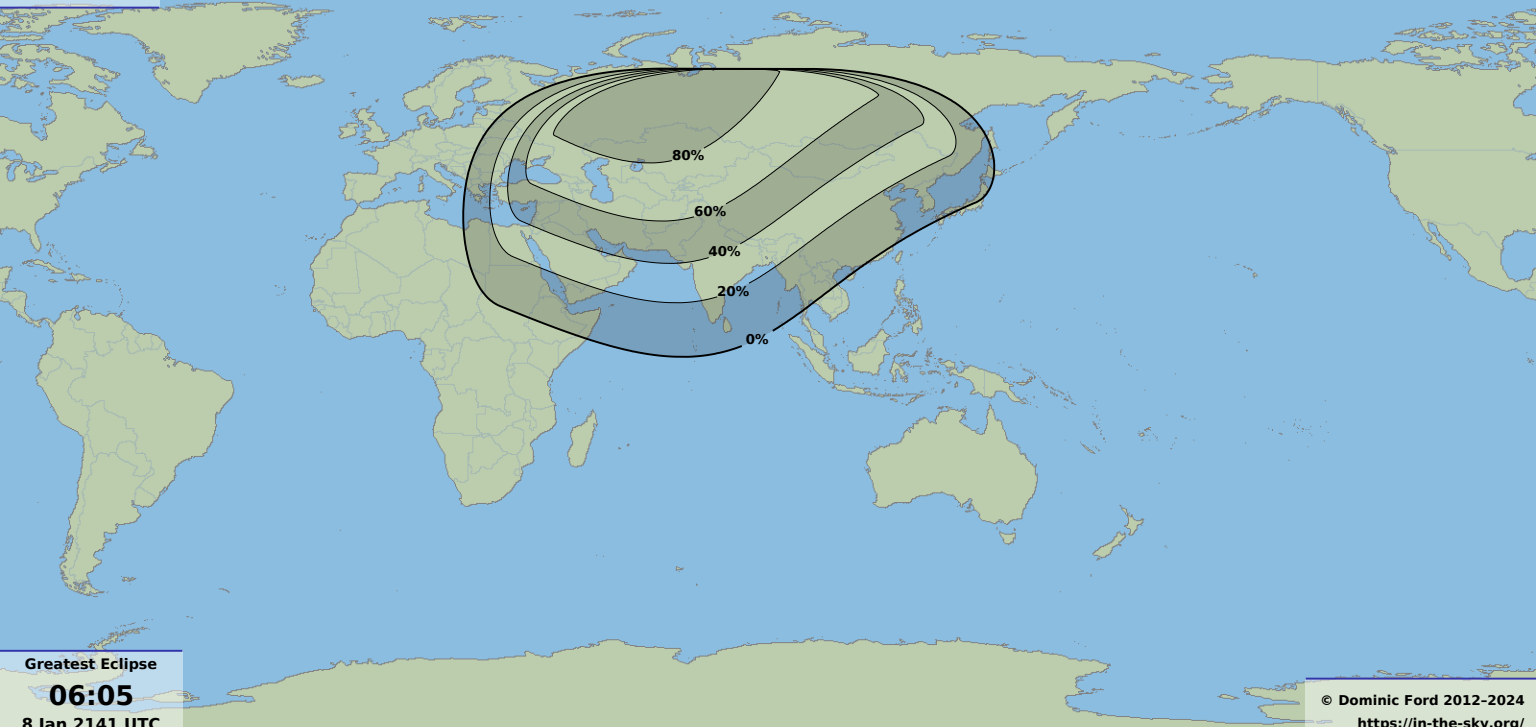 80%
60%
40%
20%
0%
Greatest Eclipse
06:05
8 Jan 2141 UTC
© Dominic Ford 2012–2024
https://in-the-sky.org/